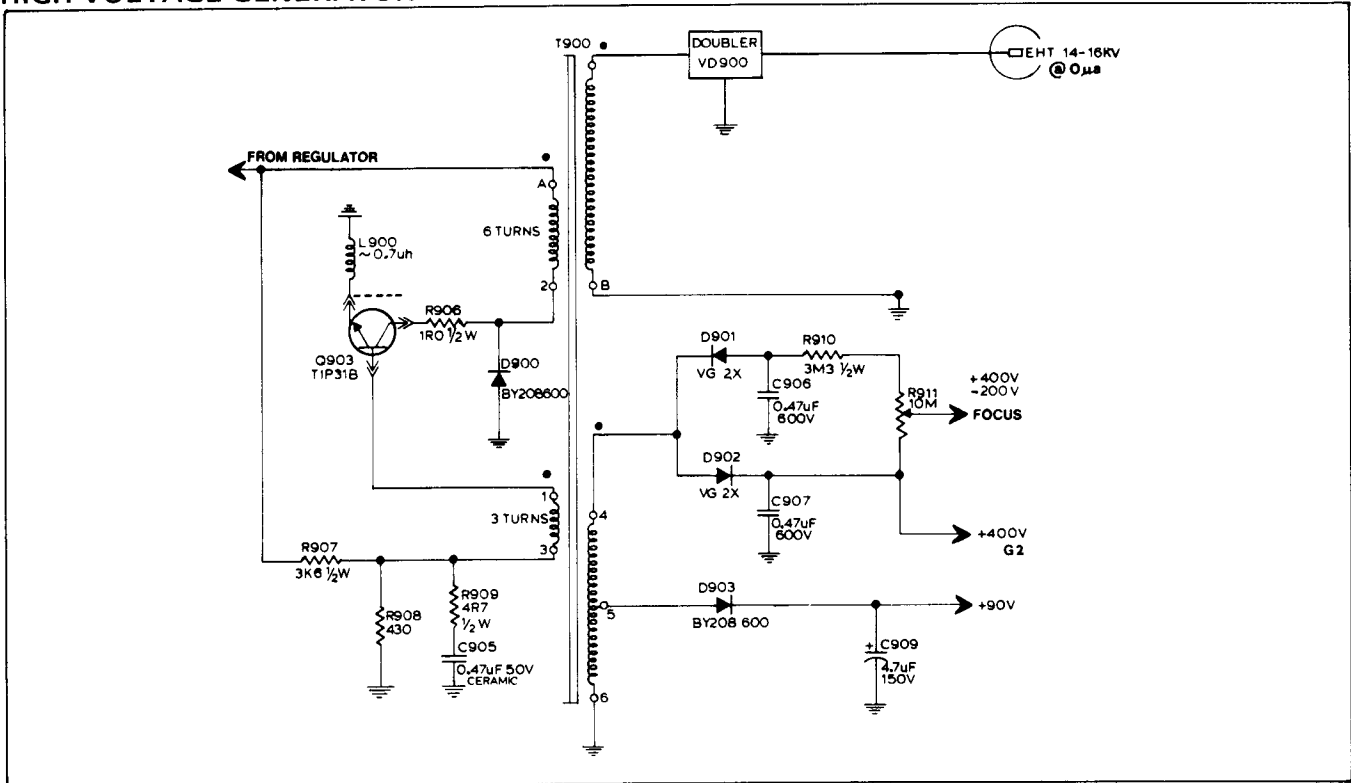 T900
DOUBLER
VD900
EHT 14-16KV
@ 0µa
FROM REGULATOR
A
6 TURNS
2
B
L900
~0.7uh
R906
1R0 1/2W
Q903
TIP31B
D900
BY208600
D901
VG 2X
R910
3M3 1/2W
C906
0.47uF
600V
R911
10M
+400V
-200V
FOCUS
D902
VG 2X
C907
0.47uF
600V
+400V
G2
1
3 TURNS
3
4
R907
3K6 1/2W
R908
430
R909
4R7
1/2W
C905
0.47uF 50V
CERAMIC
D903
BY208 600
5
+90V
+ C909
4.7uF
150V
6